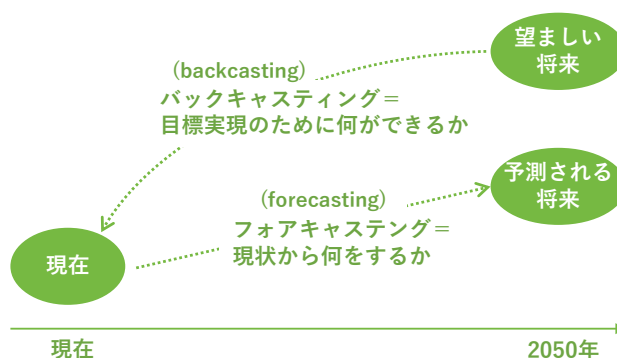 望ましい
将来
(backcasting)
バックキャスティング＝
目標実現のために何ができるか
予測される
将来
(forecasting)
フォアキャステング＝
現状から何をするか
現在
現在
2050年